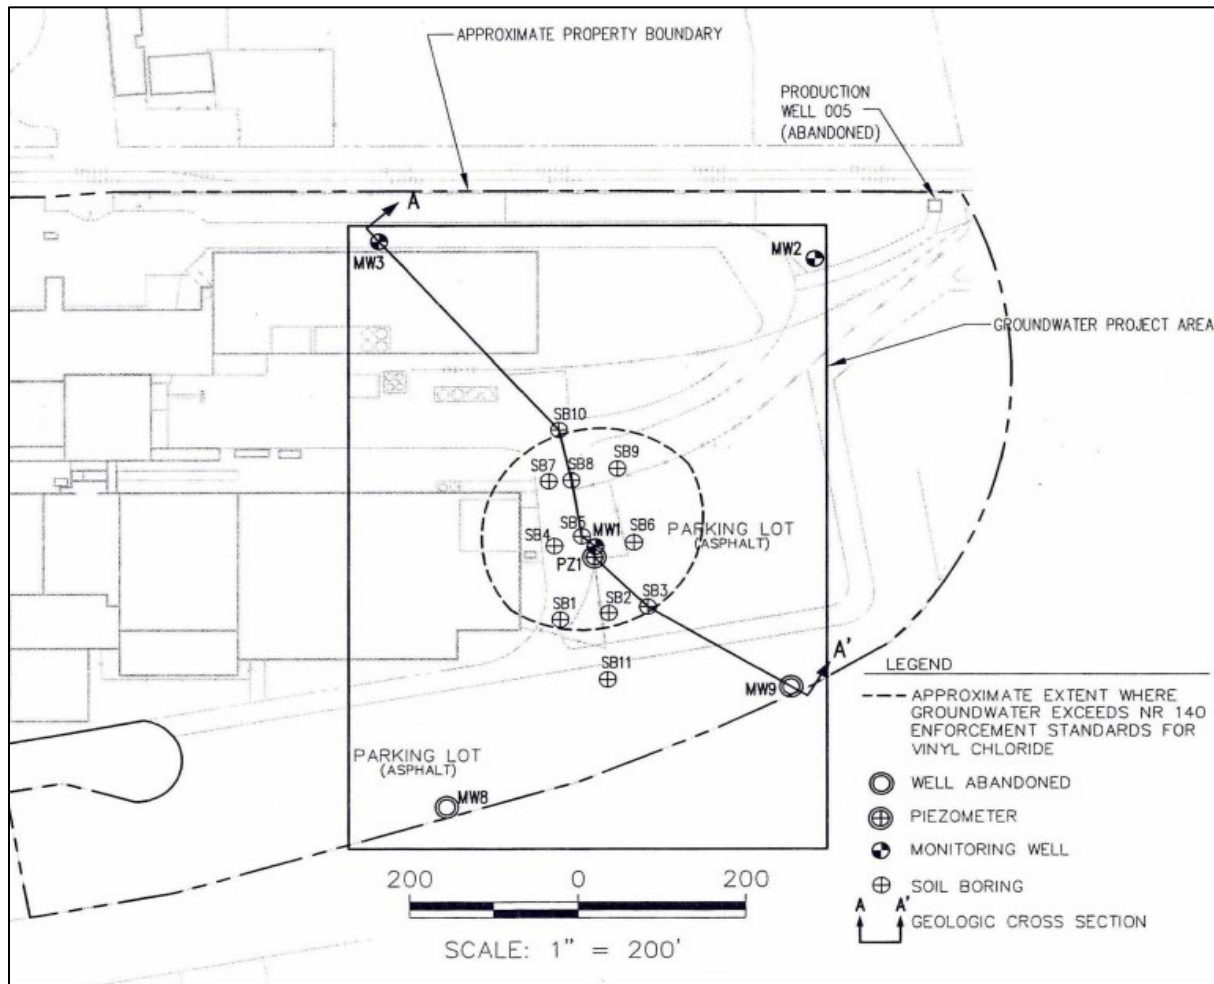 APPROXIMATE PROPERTY BOUNDARY
PRODUCTION
WELL 005
(ABANDONED)
A
MW3
MW2
GROUNDWATER PROJECT AREA
SB10
SB9
SB7
SB8
SB5
MW1
SB6
SB4
PARKING LOT
(ASPHALT)
PZ1
SB1
SB2
SB3
SB11
A'
MW9
LEGEND
APPROXIMATE EXTENT WHERE
GROUNDWATER EXCEEDS NR 140
ENFORCEMENT STANDARDS FOR
VINYL CHLORIDE
PARKING LOT
(ASPHALT)
MW8
WELL ABANDONED
PIEZOMETER
MONITORING WELL
SOIL BORING
A A'
GEOLOGIC CROSS SECTION
200 0 200
SCALE: 1" = 200'